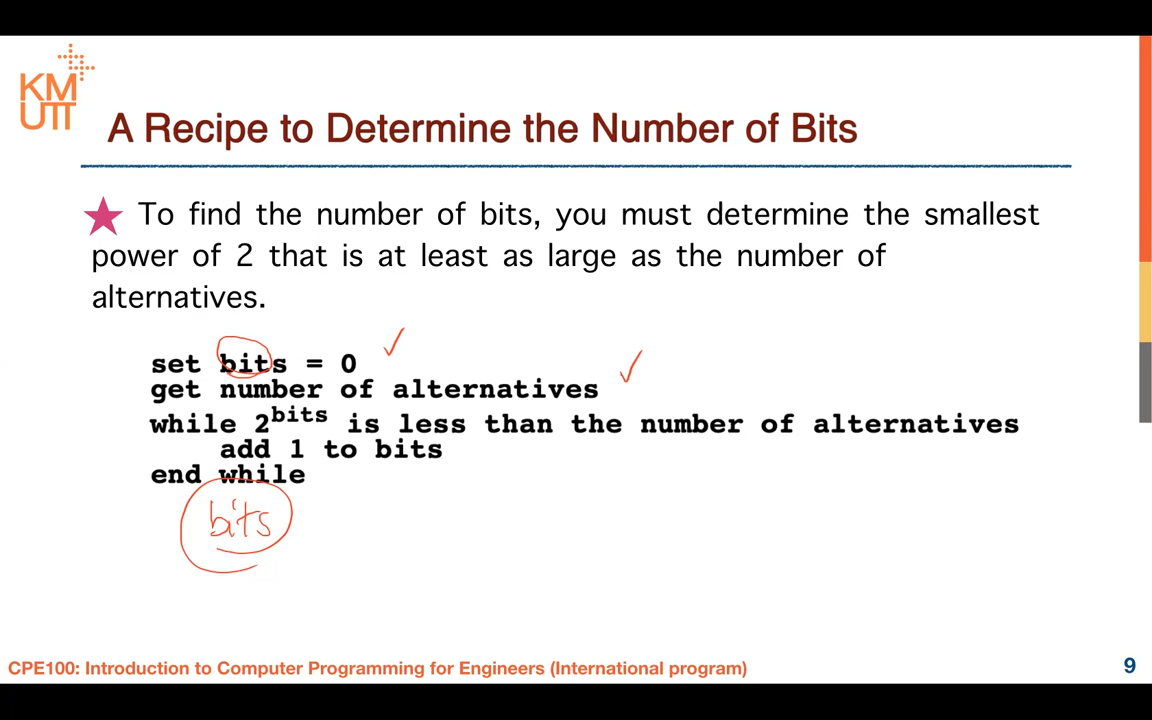 KM
UTT
A Recipe to Determine the Number of Bits
To find the number of bits, you must determine the smallest
power of 2 that is at least as large as the number of
alternatives.
set bits = 0
get number of alternatives
while 2^bits is less than the number of alternatives
add 1 to bits
end while
bits
CPE100: Introduction to Computer Programming for Engineers (International program)
9